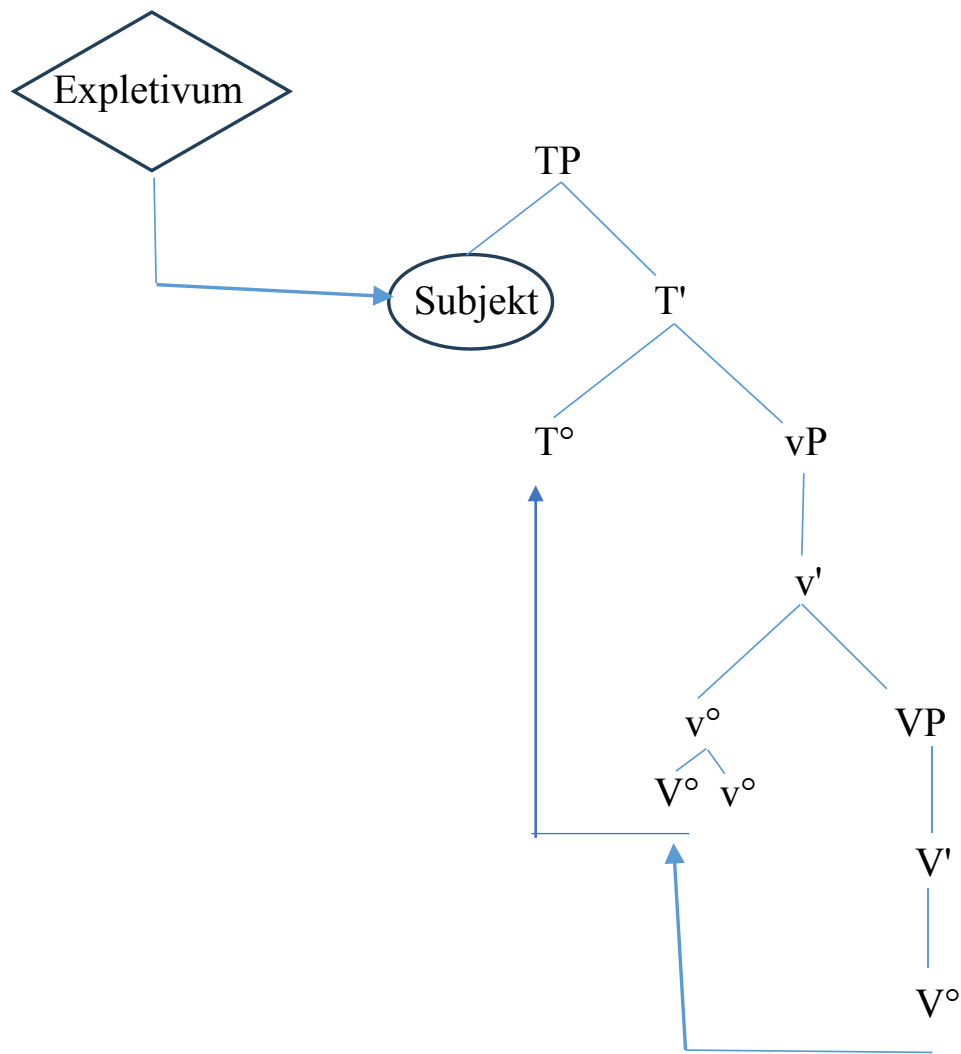 Expletivum
TP
Subjekt T'
T° vP
v'
v° VP
V° v°
V'
V°